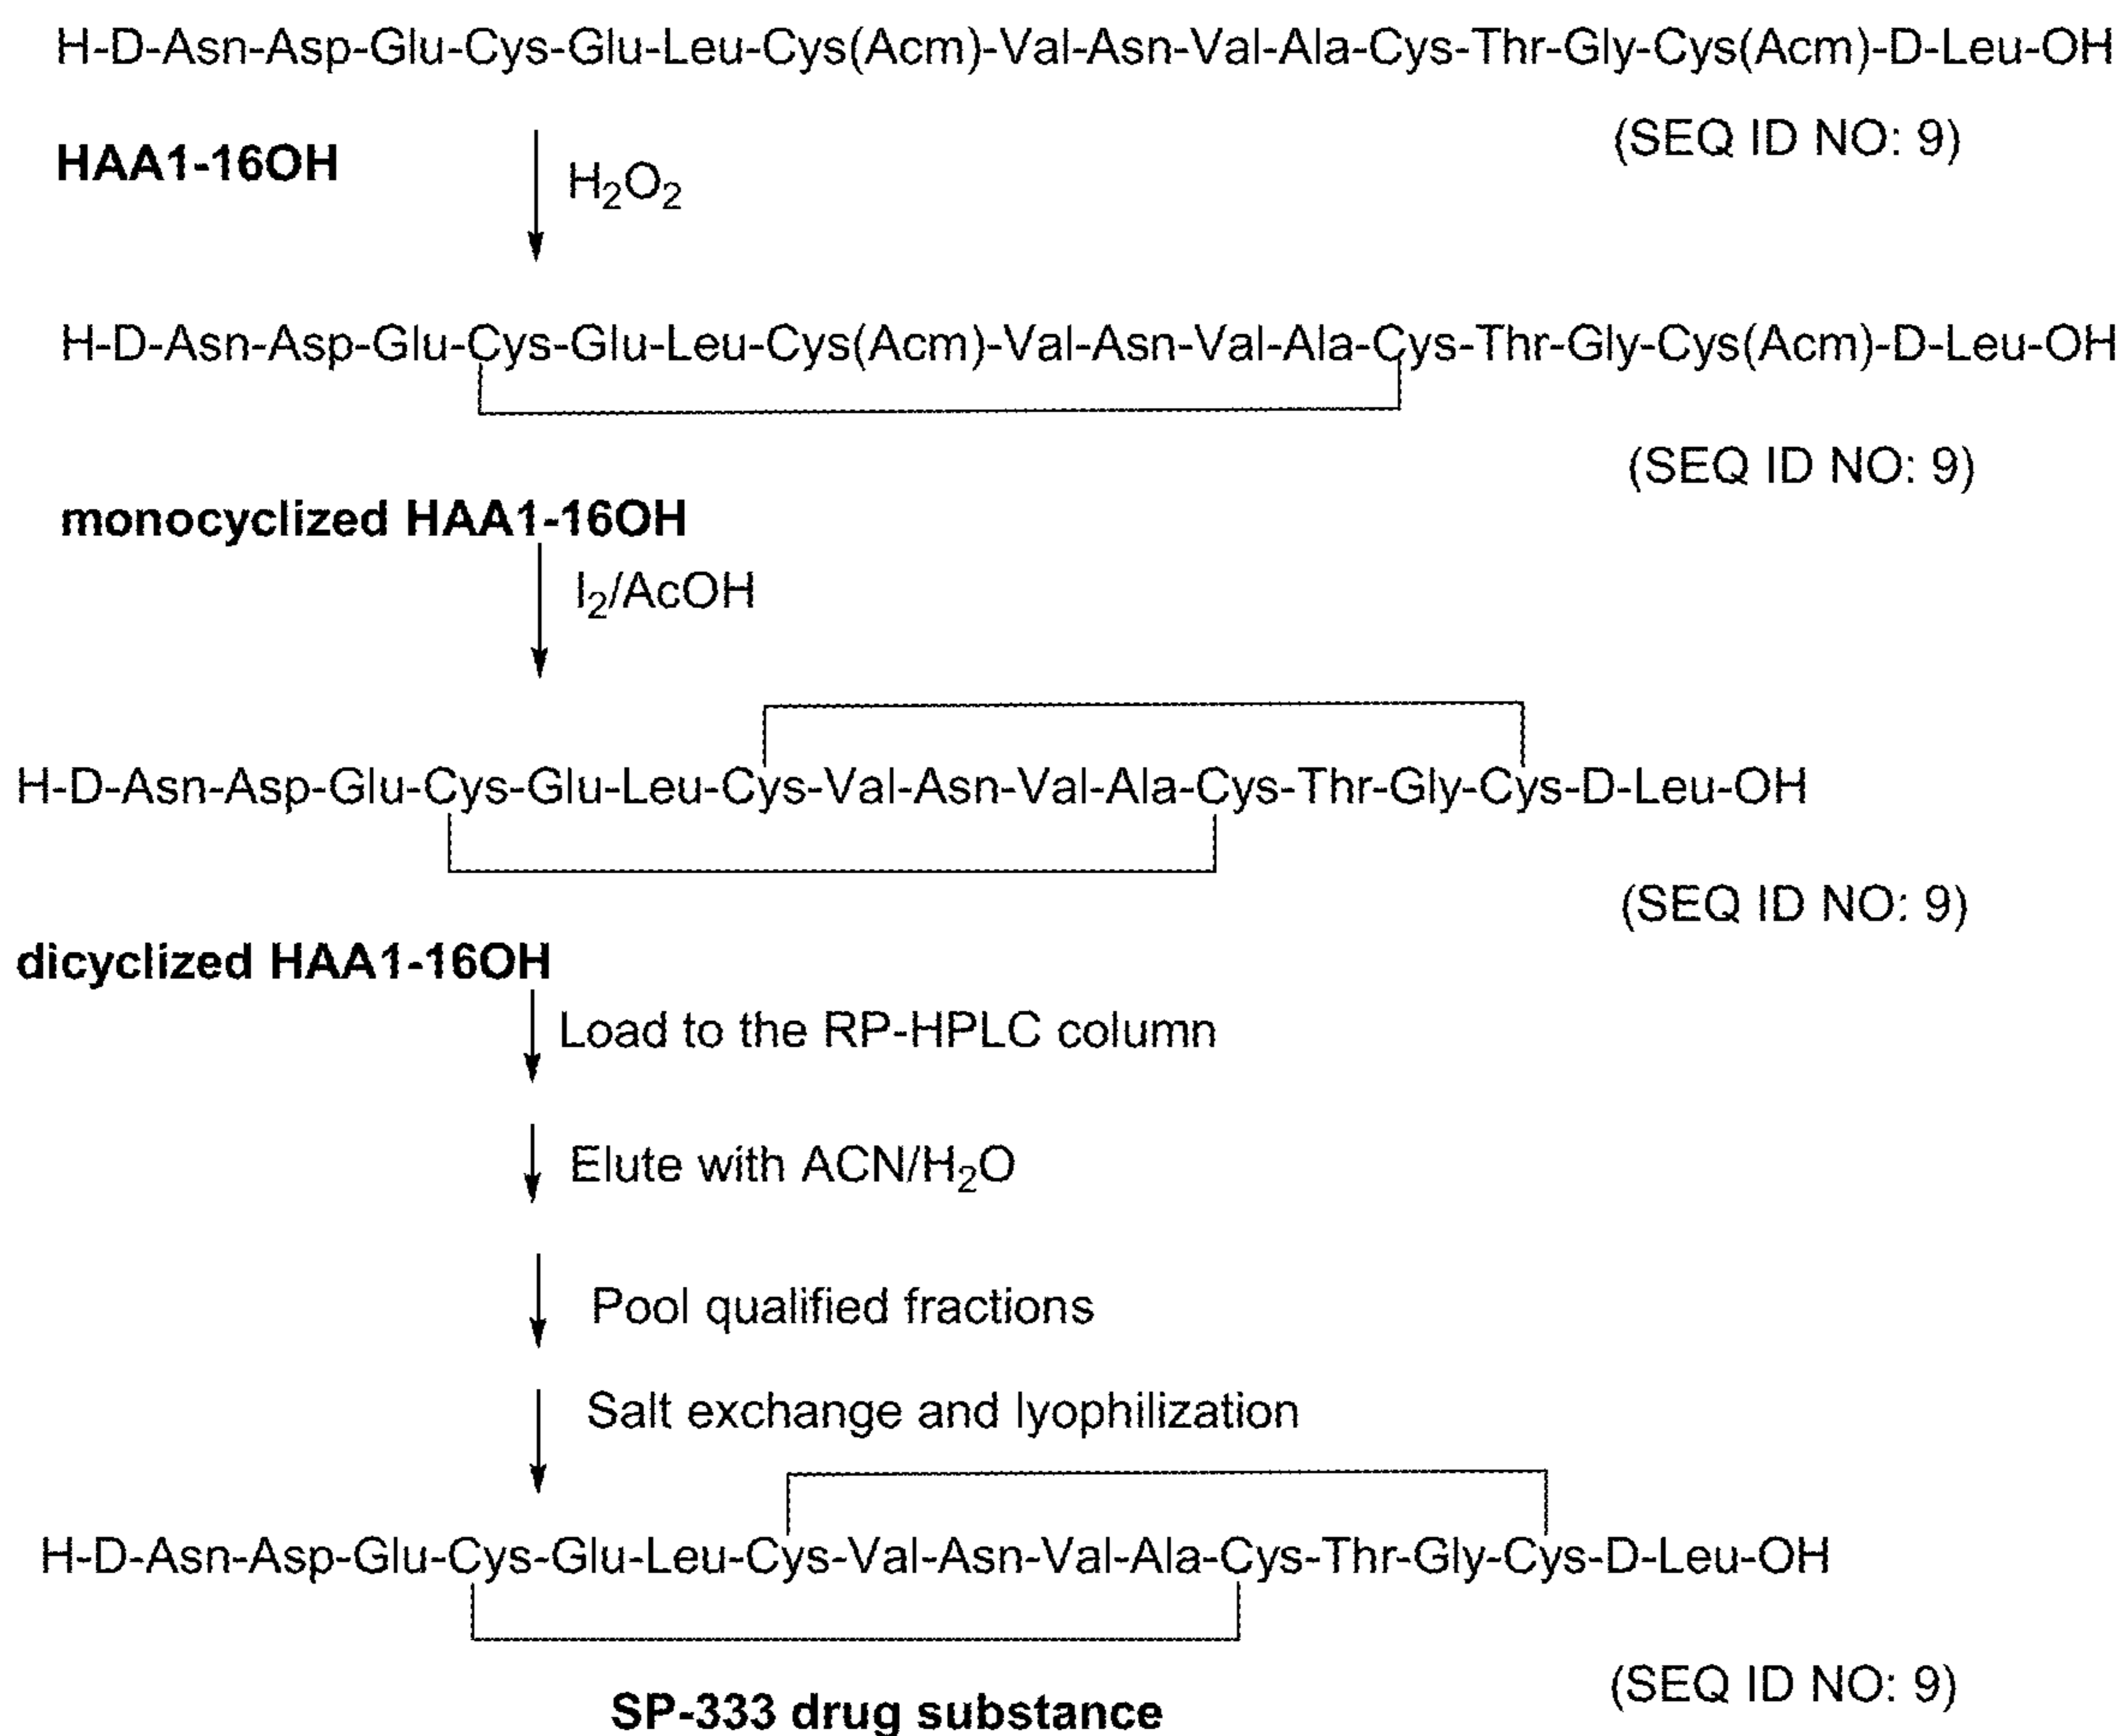 H-D-Asn-Asp-Glu-Cys-Glu-Leu-Cys(Acm)-Val-Asn-Val-Ala-Cys-Thr-Gly-Cys(Acm)-D-Leu-OH
(SEQ ID NO: 9)
HAA1-16OH
H₂O₂
H-D-Asn-Asp-Glu-Cys-Glu-Leu-Cys(Acm)-Val-Asn-Val-Ala-Cys-Thr-Gly-Cys(Acm)-D-Leu-OH
(SEQ ID NO: 9)
monocyclized HAA1-16OH
I₂/AcOH
H-D-Asn-Asp-Glu-Cys-Glu-Leu-Cys-Val-Asn-Val-Ala-Cys-Thr-Gly-Cys-D-Leu-OH
(SEQ ID NO: 9)
dicyclized HAA1-16OH
Load to the RP-HPLC column
Elute with ACN/H₂O
Pool qualified fractions
Salt exchange and lyophilization
H-D-Asn-Asp-Glu-Cys-Glu-Leu-Cys-Val-Asn-Val-Ala-Cys-Thr-Gly-Cys-D-Leu-OH
(SEQ ID NO: 9)
SP-333 drug substance